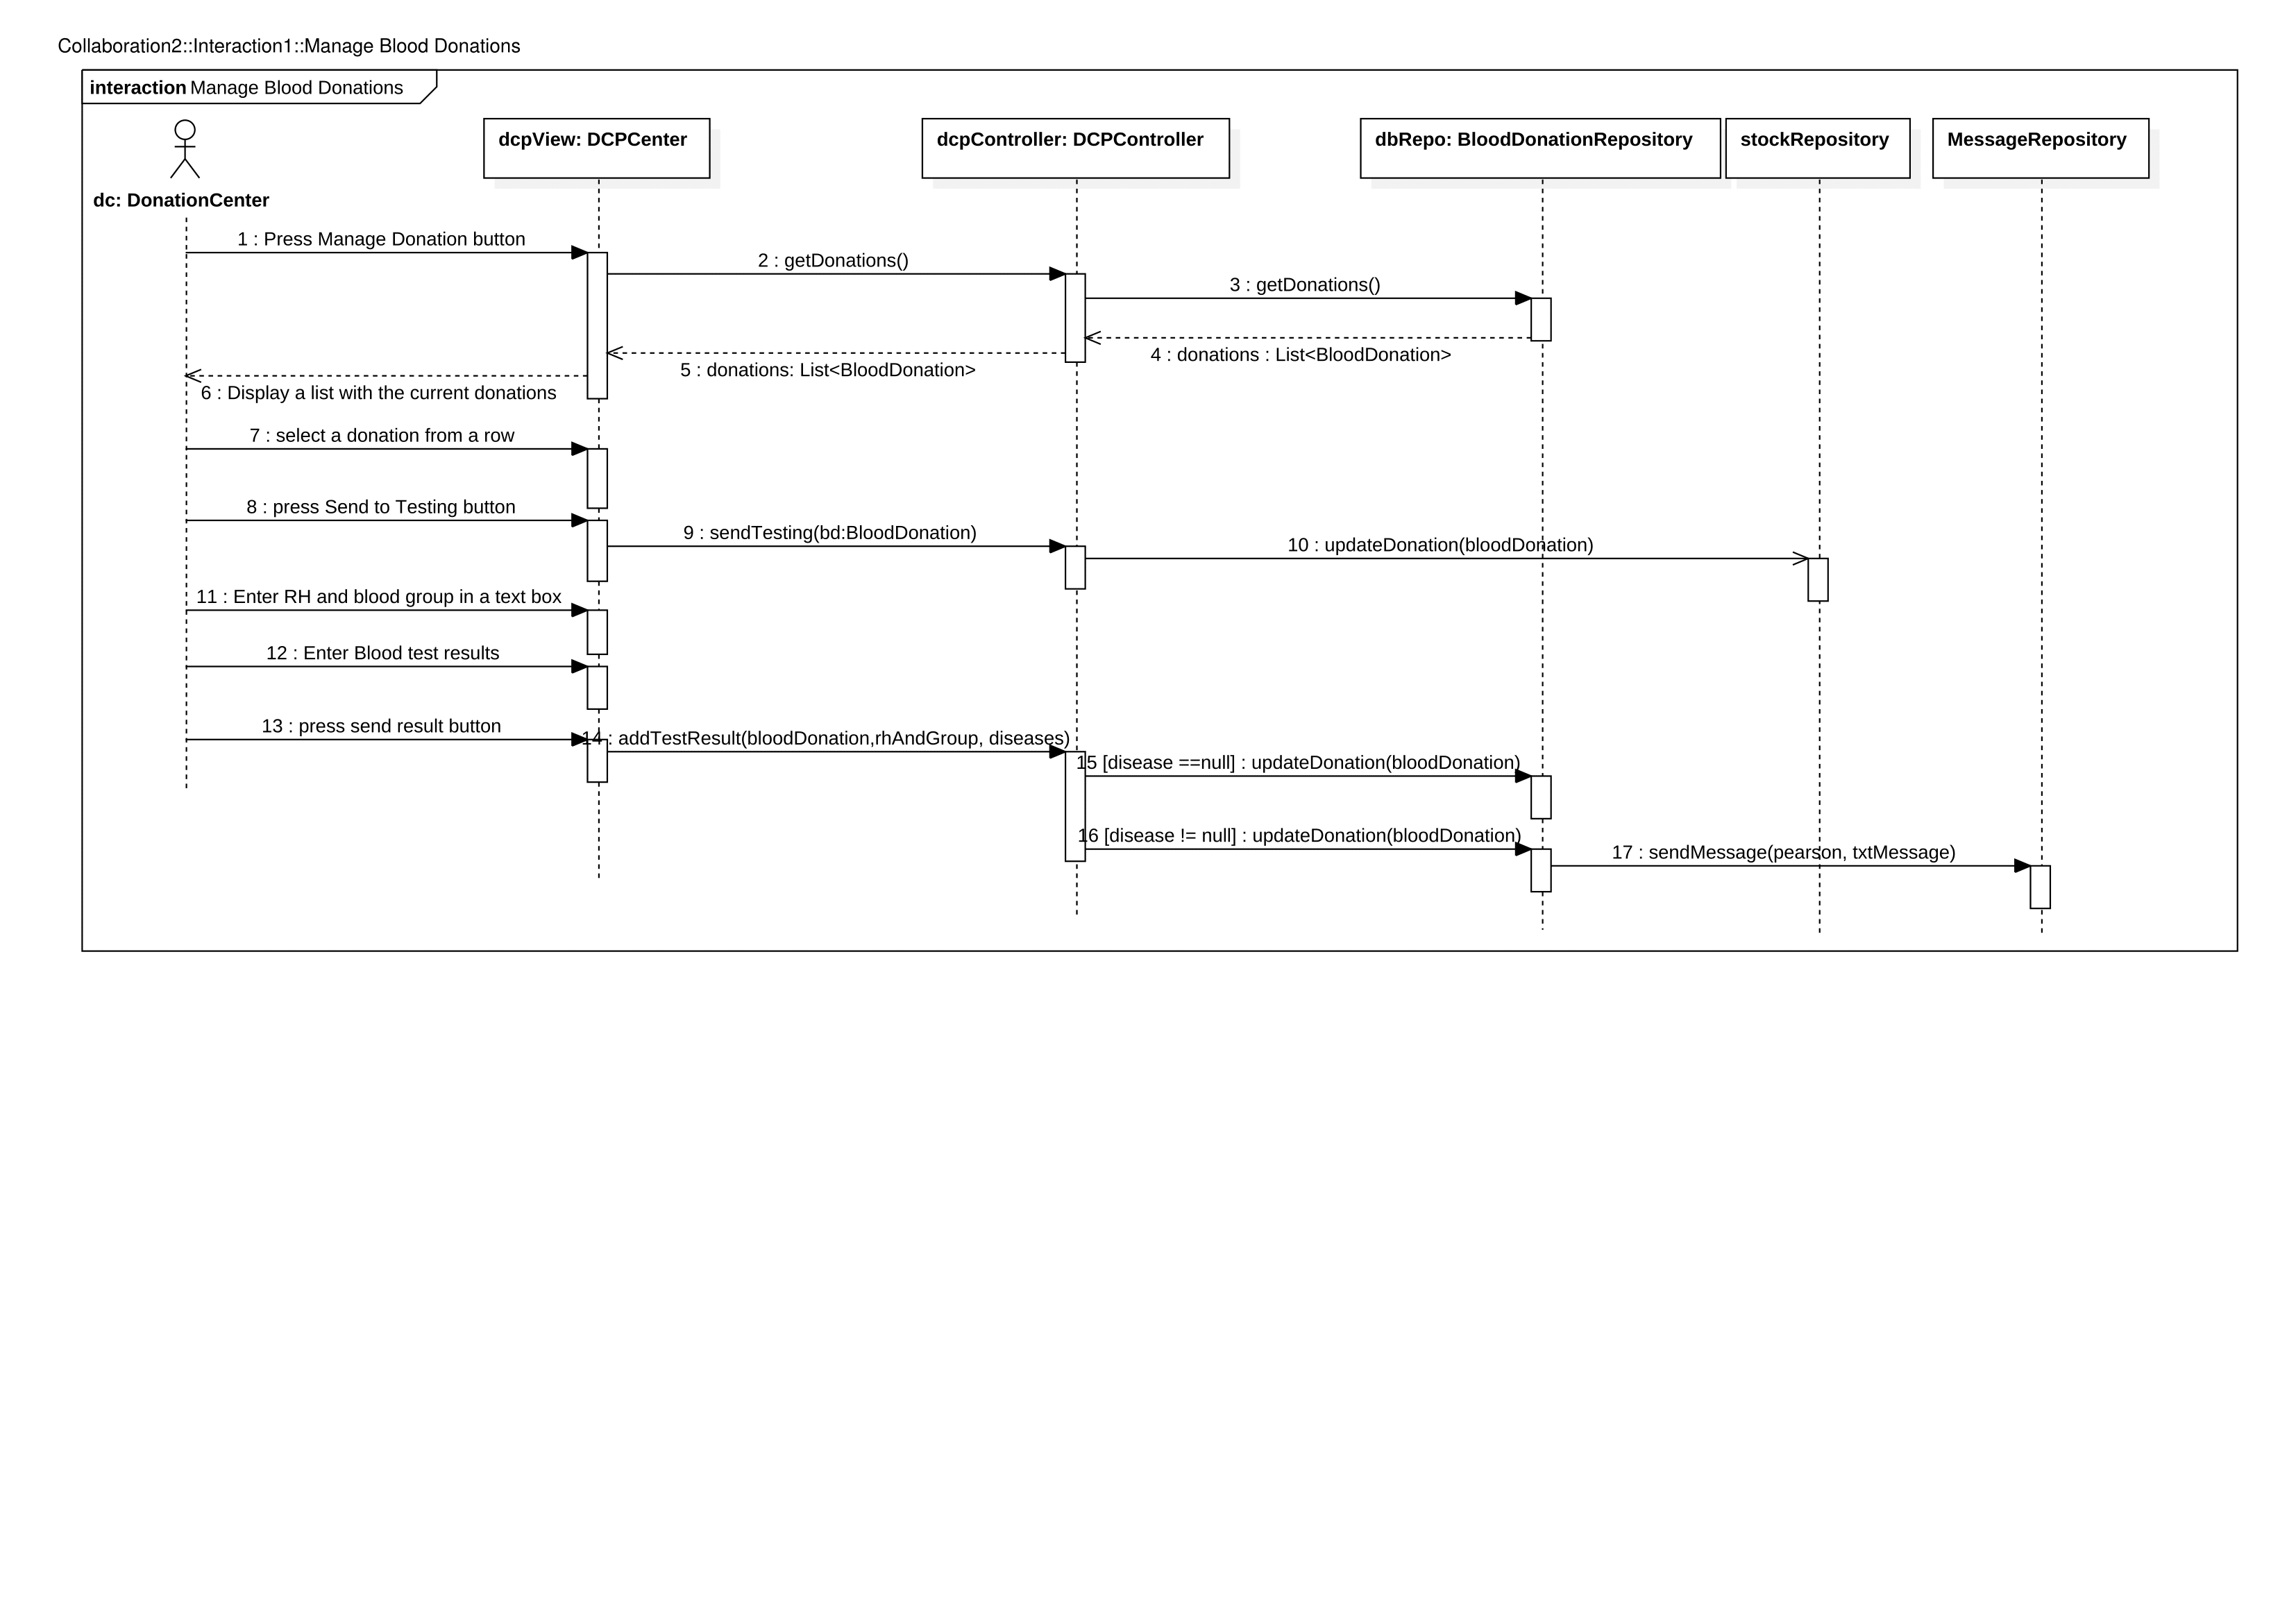 Collaboration2::Interaction1::Manage Blood Donations
interaction Manage Blood Donations
dc: DonationCenter
dcpView: DCPCenter
dcpController: DCPController
dbRepo: BloodDonationRepository
stockRepository
MessageRepository
1 : Press Manage Donation button
2 : getDonations()
3 : getDonations()
4 : donations : List<BloodDonation>
5 : donations: List<BloodDonation>
6 : Display a list with the current donations
7 : select a donation from a row
8 : press Send to Testing button
9 : sendTesting(bd:BloodDonation)
10 : updateDonation(bloodDonation)
11 : Enter RH and blood group in a text box
12 : Enter Blood test results
13 : press send result button
14 : addTestResult(bloodDonation,rhAndGroup, diseases)
15 [disease ==null] : updateDonation(bloodDonation)
16 [disease != null] : updateDonation(bloodDonation)
17 : sendMessage(pearson, txtMessage)